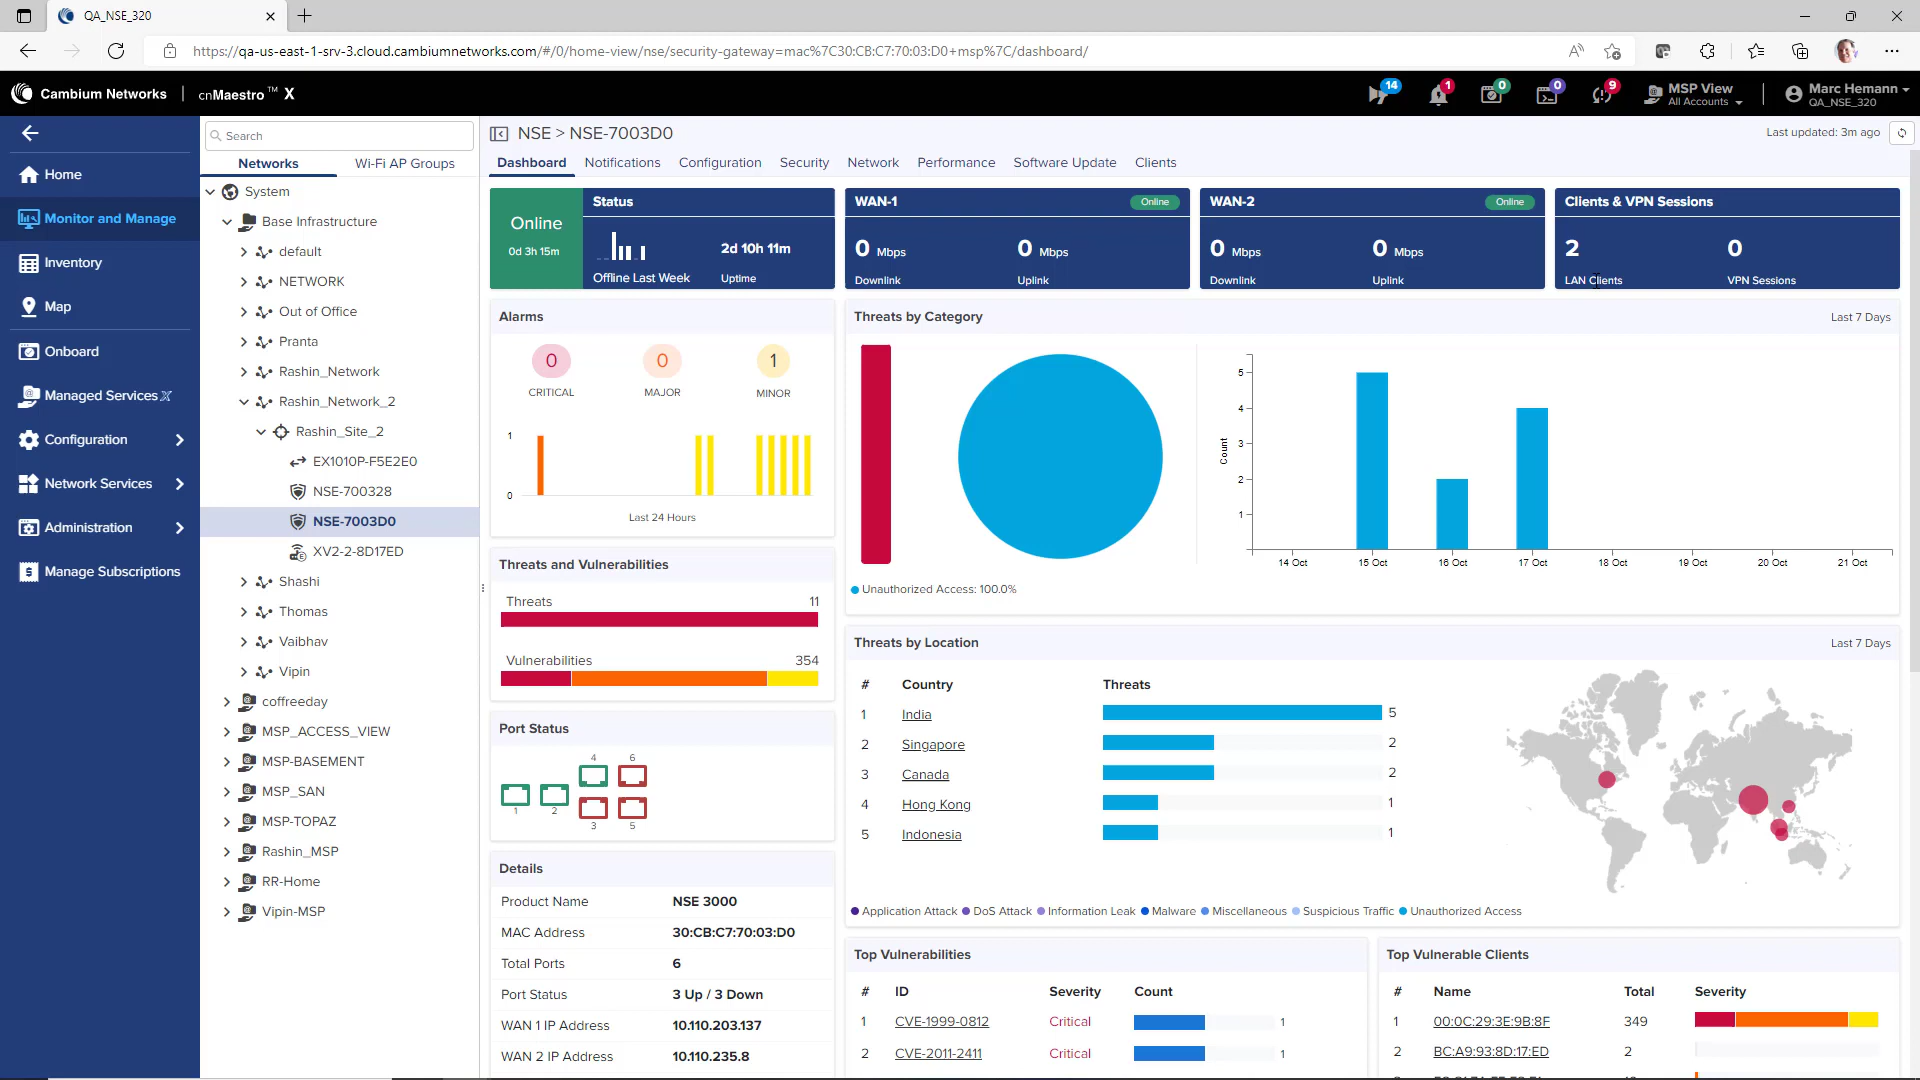 QA_NSE_320
https://qa-us-east-1-srv-3.cloud.cambiumnetworks.com/#/0/home-view/nse/security-gateway=mac%7C30:CB:C7:70:03:D0+msp%7C/dashboard/
Cambium Networks | cnMaestro™ X
14 1 0 0 9
MSP View
All Accounts
Marc Hemann
QA_NSE_320
Home
Monitor and Manage
Inventory
Map
Onboard
Managed Services X
Configuration
Network Services
Administration
Manage Subscriptions
Search
Networks Wi-Fi AP Groups
System
Base Infrastructure
default
NETWORK
Out of Office
Pranta
Rashin_Network
Rashin_Network_2
Rashin_Site_2
EX1010P-F5E2E0
NSE-700328
NSE-7003D0
XV2-2-8D17ED
Shashi
Thomas
Vaibhav
Vipin
coffreeday
MSP_ACCESS_VIEW
MSP-BASEMENT
MSP_SAN
MSP-TOPAZ
Rashin_MSP
RR-Home
Vipin-MSP
NSE > NSE-7003D0
Last updated: 3m ago
Dashboard Notifications Configuration Security Network Performance Software Update Clients
Online
0d 3h 15m
Status
Offline Last Week
2d 10h 11m
Uptime
WAN-1 Online
0 Mbps 0 Mbps
Downlink Uplink
WAN-2 Online
0 Mbps 0 Mbps
Downlink Uplink
Clients & VPN Sessions
2 0
LAN Clients VPN Sessions
Alarms
0 0 1
CRITICAL MAJOR MINOR
1
0
Last 24 Hours
Threats and Vulnerabilities
Threats 11
Vulnerabilities 354
Port Status
4 6
1 2
3 5
Details
Product Name NSE 3000
MAC Address 30:CB:C7:70:03:D0
Total Ports 6
Port Status 3 Up / 3 Down
WAN 1 IP Address 10.110.203.137
WAN 2 IP Address 10.110.235.8
Threats by Category Last 7 Days
Count
5
4
3
2
1
14 Oct 15 Oct 16 Oct 17 Oct 18 Oct 19 Oct 20 Oct 21 Oct
Unauthorized Access: 100.0%
Threats by Location Last 7 Days
# Country Threats
1 India 5
2 Singapore 2
3 Canada 2
4 Hong Kong 1
5 Indonesia 1
Application Attack DoS Attack Information Leak Malware Miscellaneous Suspicious Traffic Unauthorized Access
Top Vulnerabilities
# ID Severity Count
1 CVE-1999-0812 Critical 1
2 CVE-2011-2411 Critical 1
Top Vulnerable Clients
# Name Total Severity
1 00:0C:29:3E:9B:8F 349
2 BC:A9:93:8D:17:ED 2